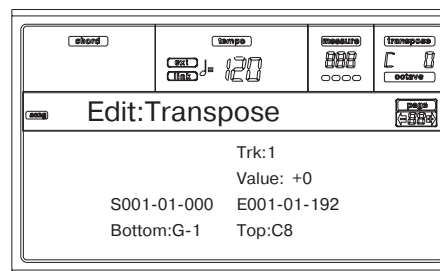 chord tempo measure transpose
ext
link ♩= 120 888 C 0
octave
song Edit:Transpose page
Trk:1
Value: +0
S001-01-000 E001-01-192
Bottom:G-1 Top:C8